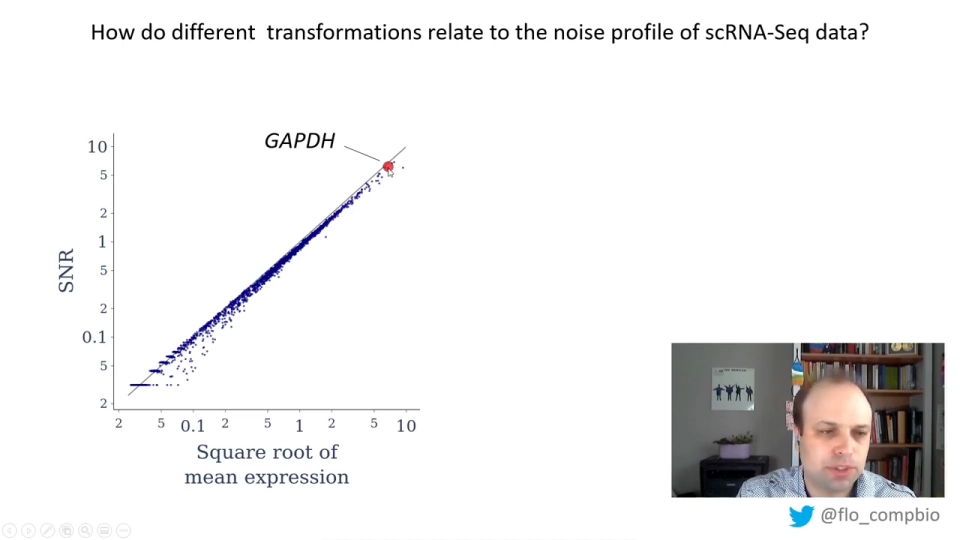 How do different transformations relate to the noise profile of scRNA-Seq data?
GAPDH
10
5
2
1
5
2
0.1
5
2
SNR
2 5 0.1 2 5 1 2 5 10
Square root of
mean expression
@flo_compbio